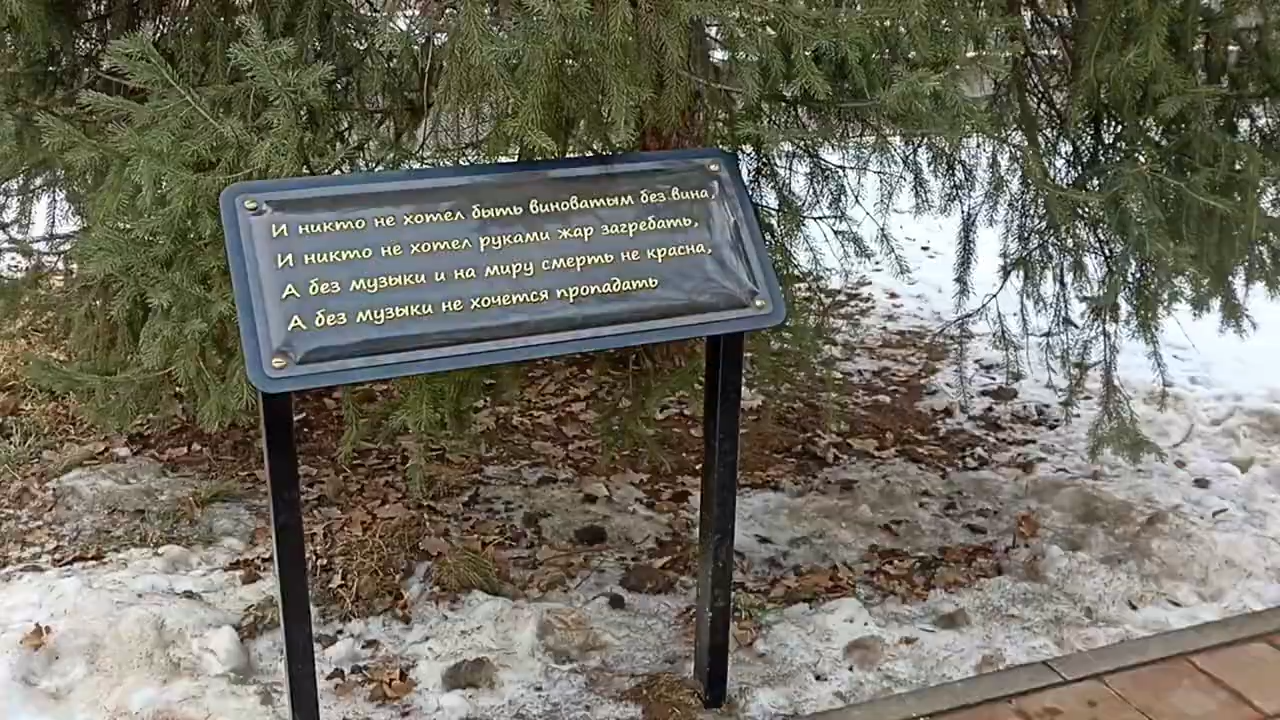 И никто не хотел быть виноватым без вина,
И никто не хотел руками жар загребать,
А без музыки и на миру смерть не красна,
А без музыки не хочется пропадать